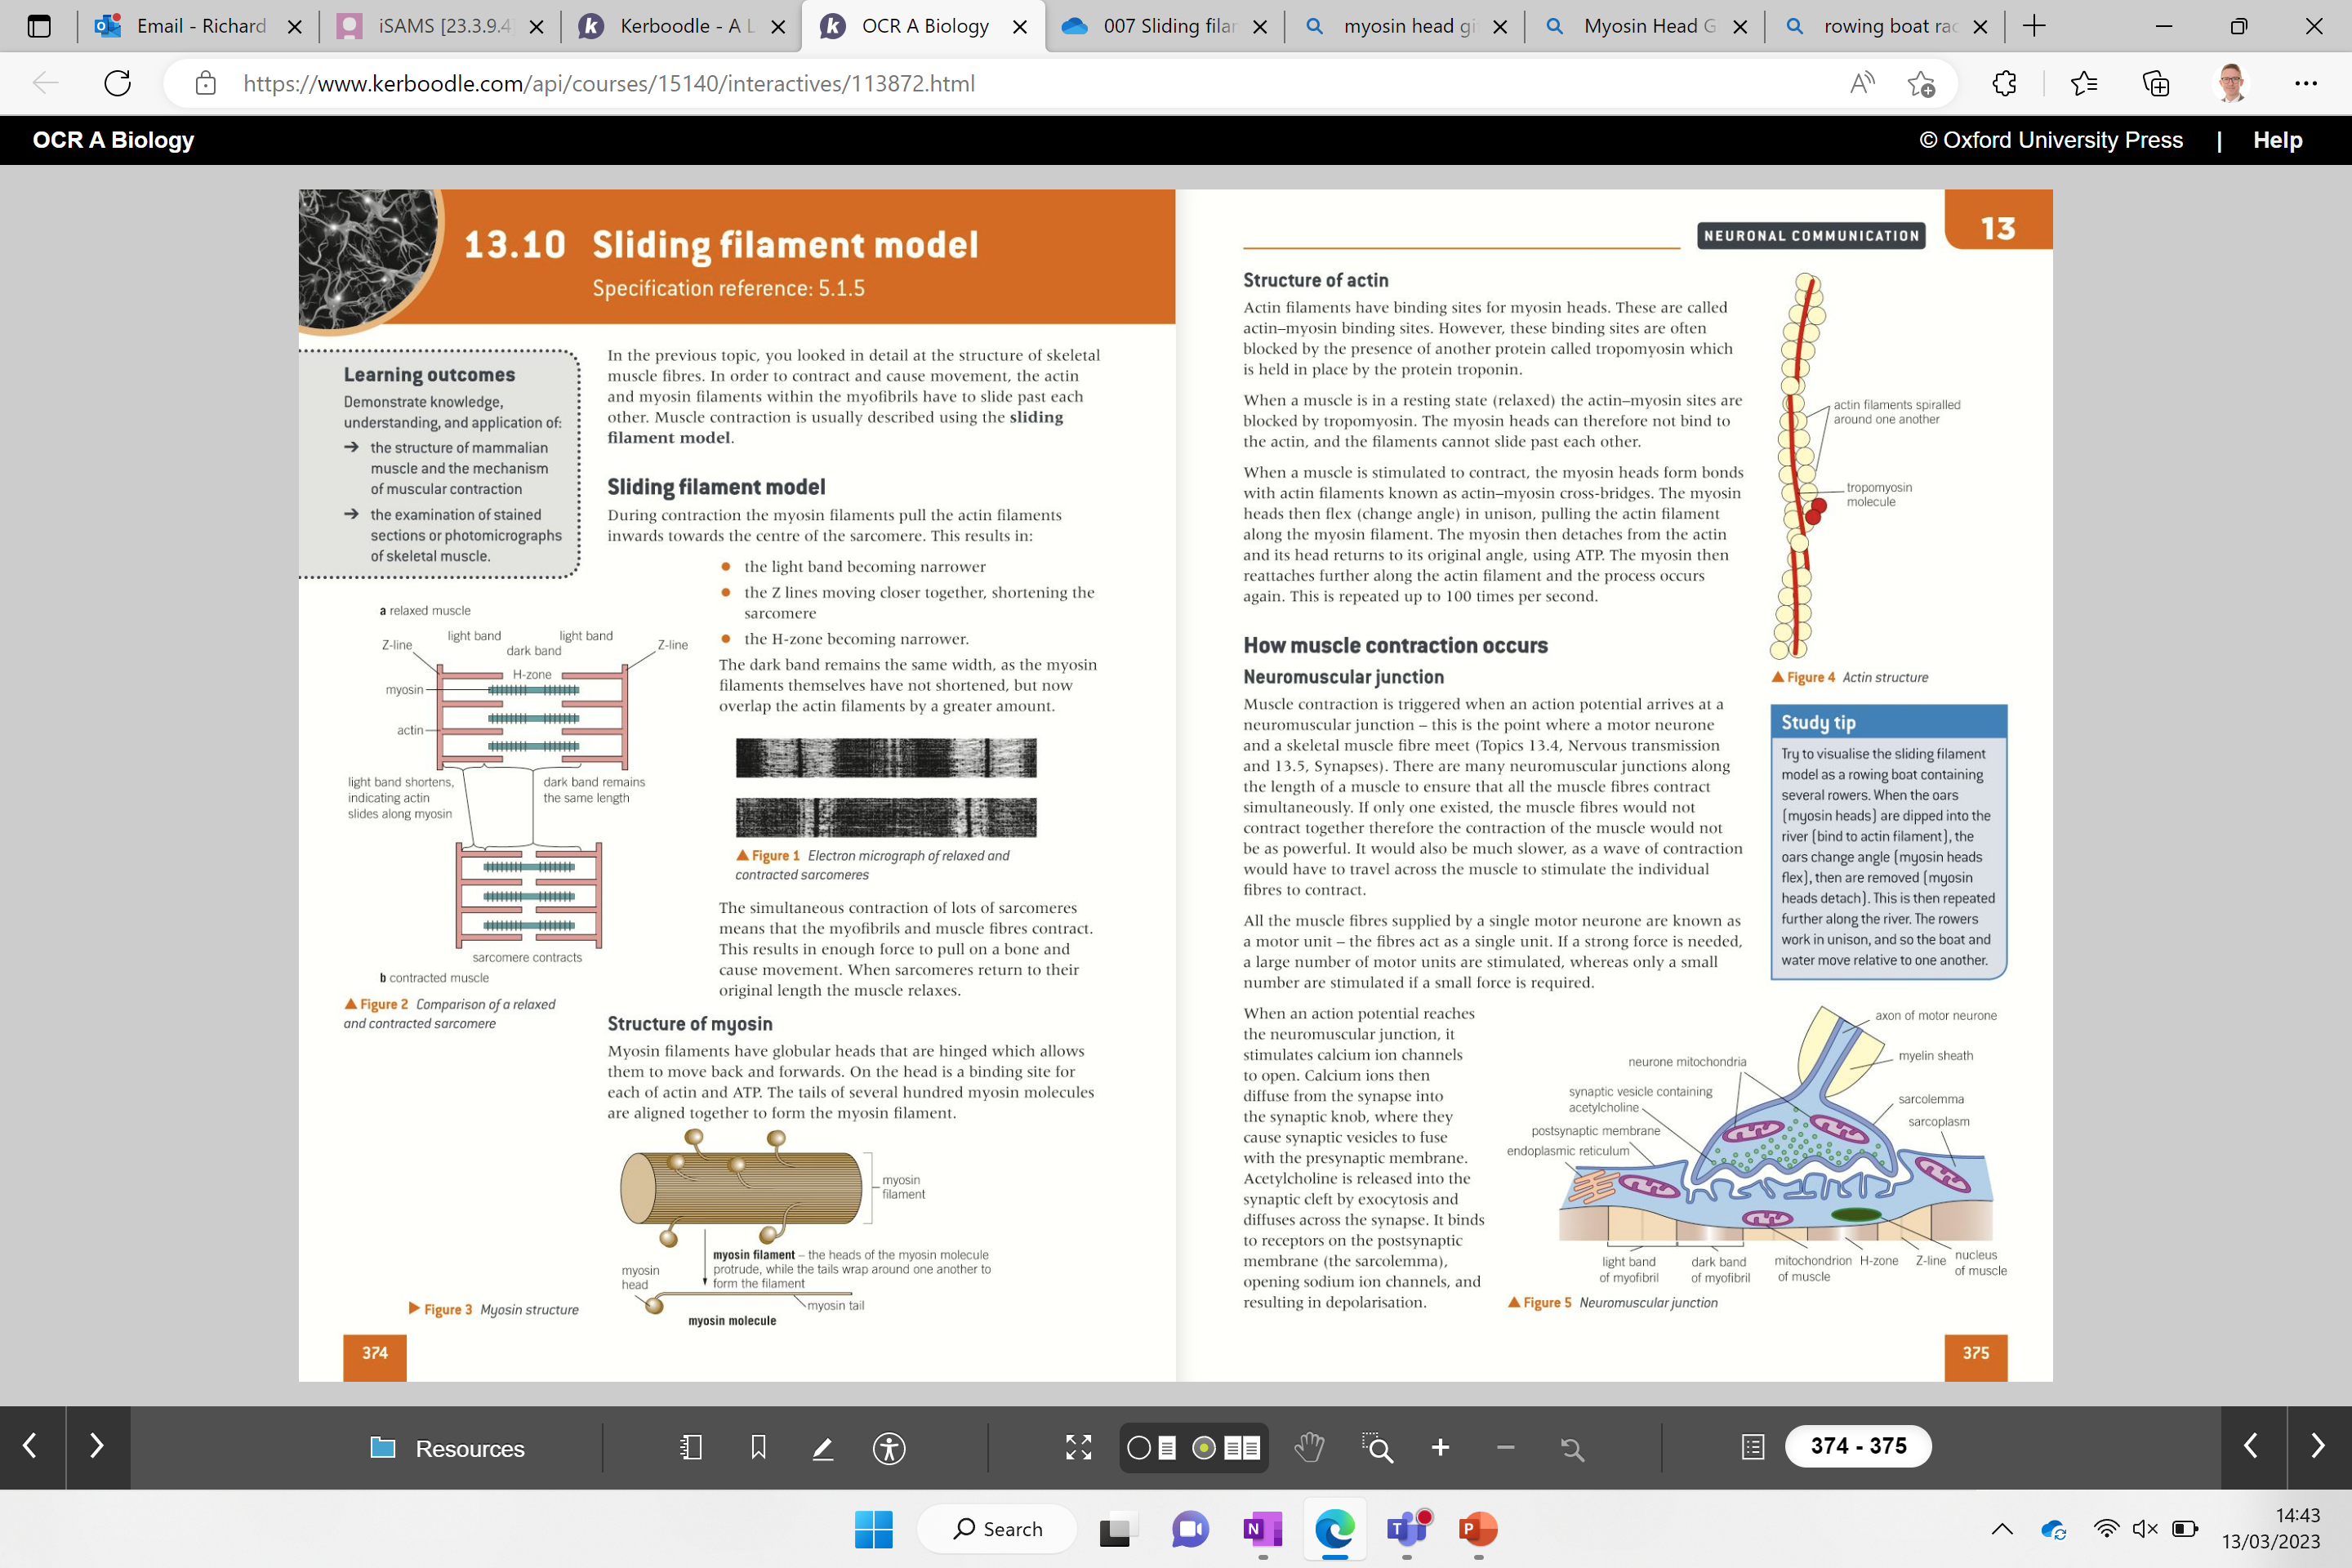 Email - Richard
iSAMS [23.3.9.4
Kerboodle - A L
OCR A Biology
007 Sliding filar
myosin head gi
Myosin Head G
rowing boat rac
https://www.kerboodle.com/api/courses/15140/interactives/113872.html
OCR A Biology
© Oxford University Press | Help
13.10 Sliding filament model
Specification reference: 5.1.5
Learning outcomes
Demonstrate knowledge,
understanding, and application of:
→ the structure of mammalian
muscle and the mechanism
of muscular contraction
→ the examination of stained
sections or photomicrographs
of skeletal muscle.
In the previous topic, you looked in detail at the structure of skeletal
muscle fibres. In order to contract and cause movement, the actin
and myosin filaments within the myofibrils have to slide past each
other. Muscle contraction is usually described using the sliding
filament model.
Sliding filament model
During contraction the myosin filaments pull the actin filaments
inwards towards the centre of the sarcomere. This results in:
• the light band becoming narrower
• the Z lines moving closer together, shortening the
sarcomere
• the H-zone becoming narrower.
The dark band remains the same width, as the myosin
filaments themselves have not shortened, but now
overlap the actin filaments by a greater amount.
a relaxed muscle
Z-line
light band
dark band
light band
Z-line
H-zone
myosin
actin
light band shortens,
indicating actin
slides along myosin
dark band remains
the same length
sarcomere contracts
b contracted muscle
▲ Figure 2 Comparison of a relaxed
and contracted sarcomere
▲ Figure 1 Electron micrograph of relaxed and
contracted sarcomeres
The simultaneous contraction of lots of sarcomeres
means that the myofibrils and muscle fibres contract.
This results in enough force to pull on a bone and
cause movement. When sarcomeres return to their
original length the muscle relaxes.
Structure of myosin
Myosin filaments have globular heads that are hinged which allows
them to move back and forwards. On the head is a binding site for
each of actin and ATP. The tails of several hundred myosin molecules
are aligned together to form the myosin filament.
myosin
filament
myosin filament – the heads of the myosin molecule
protrude, while the tails wrap around one another to
form the filament
myosin
head
myosin tail
myosin molecule
▶ Figure 3 Myosin structure
374
NEURONAL COMMUNICATION
13
Structure of actin
Actin filaments have binding sites for myosin heads. These are called
actin–myosin binding sites. However, these binding sites are often
blocked by the presence of another protein called tropomyosin which
is held in place by the protein troponin.
When a muscle is in a resting state (relaxed) the actin–myosin sites are
blocked by tropomyosin. The myosin heads can therefore not bind to
the actin, and the filaments cannot slide past each other.
When a muscle is stimulated to contract, the myosin heads form bonds
with actin filaments known as actin–myosin cross-bridges. The myosin
heads then flex (change angle) in unison, pulling the actin filament
along the myosin filament. The myosin then detaches from the actin
and its head returns to its original angle, using ATP. The myosin then
reattaches further along the actin filament and the process occurs
again. This is repeated up to 100 times per second.
How muscle contraction occurs
Neuromuscular junction
Muscle contraction is triggered when an action potential arrives at a
neuromuscular junction – this is the point where a motor neurone
and a skeletal muscle fibre meet (Topics 13.4, Nervous transmission
and 13.5, Synapses). There are many neuromuscular junctions along
the length of a muscle to ensure that all the muscle fibres contract
simultaneously. If only one existed, the muscle fibres would not
contract together therefore the contraction of the muscle would not
be as powerful. It would also be much slower, as a wave of contraction
would have to travel across the muscle to stimulate the individual
fibres to contract.
All the muscle fibres supplied by a single motor neurone are known as
a motor unit – the fibres act as a single unit. If a strong force is needed,
a large number of motor units are stimulated, whereas only a small
number are stimulated if a small force is required.
When an action potential reaches
the neuromuscular junction, it
stimulates calcium ion channels
to open. Calcium ions then
diffuse from the synapse into
the synaptic knob, where they
cause synaptic vesicles to fuse
with the presynaptic membrane.
Acetylcholine is released into the
synaptic cleft by exocytosis and
diffuses across the synapse. It binds
to receptors on the postsynaptic
membrane (the sarcolemma),
opening sodium ion channels, and
resulting in depolarisation.
actin filaments spiralled
around one another
tropomyosin
molecule
▲ Figure 4 Actin structure
Study tip
Try to visualise the sliding filament
model as a rowing boat containing
several rowers. When the oars
(myosin heads) are dipped into the
river (bind to actin filament), the
oars change angle (myosin heads
flex), then are removed (myosin
heads detach). This is then repeated
further along the river. The rowers
work in unison, and so the boat and
water move relative to one another.
axon of motor neurone
myelin sheath
neurone mitochondria
synaptic vesicle containing
acetylcholine
sarcolemma
sarcoplasm
postsynaptic membrane
endoplasmic reticulum
light band
of myofibril
dark band
of myofibril
mitochondrion
of muscle
H-zone
Z-line
nucleus
of muscle
▲ Figure 5 Neuromuscular junction
375
Resources
374 - 375
Search
14:43
13/03/2023